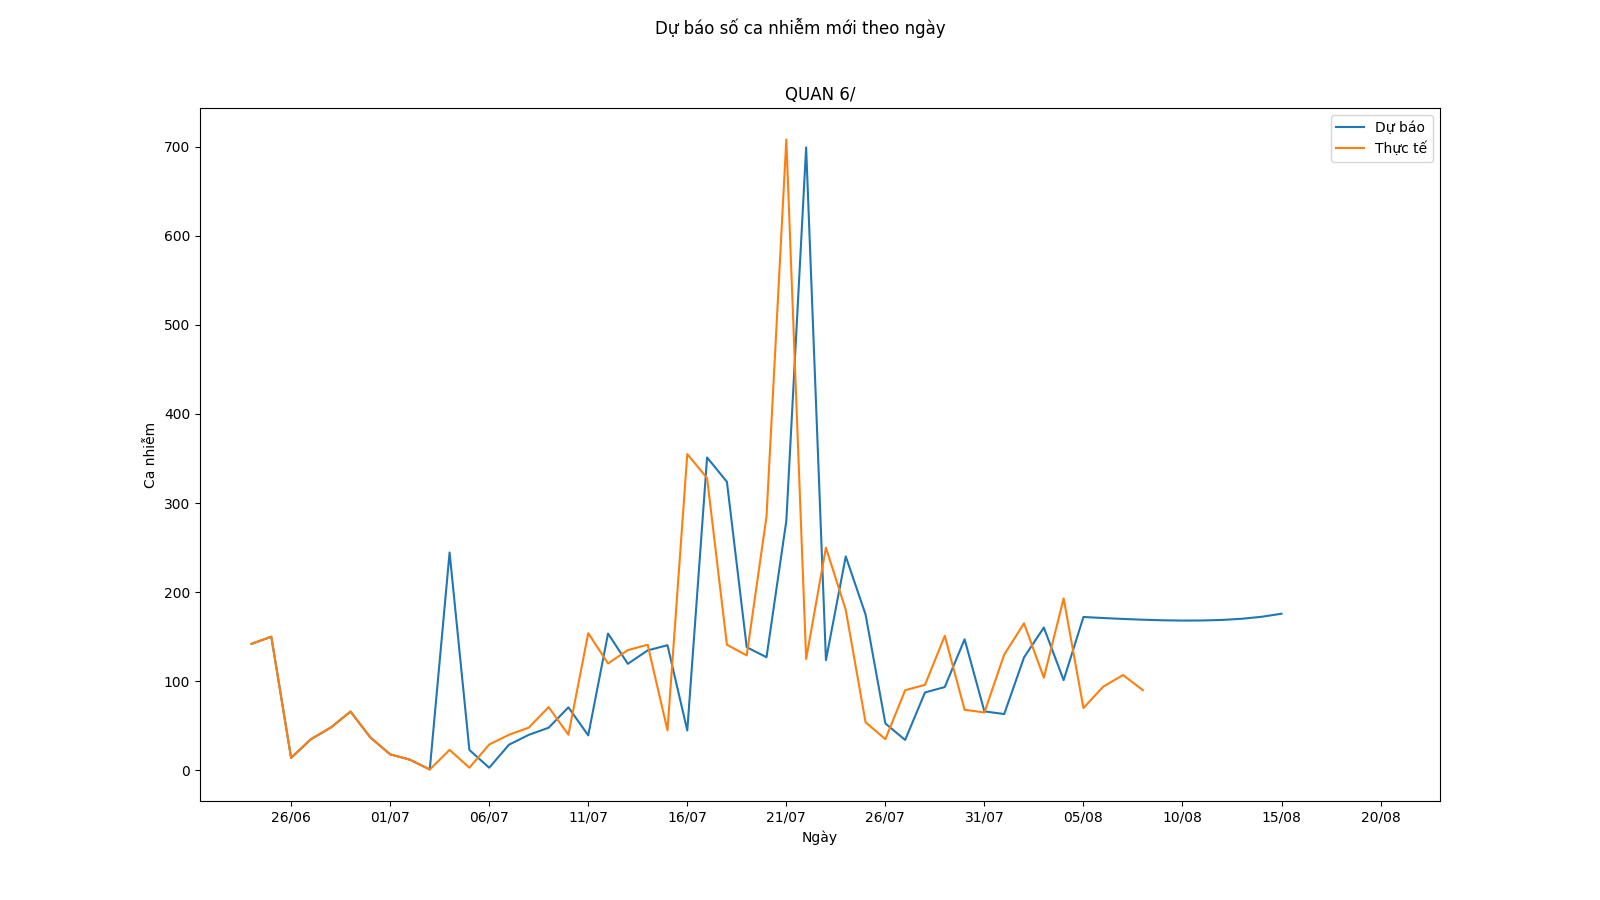 Dự báo số ca nhiễm mới theo ngày
QUAN 6/
Dự báo
Thực tế
700
600
500
400
300
200
100
0
Ca nhiễm
26/06 01/07 06/07 11/07 16/07 21/07 26/07 31/07 05/08 10/08 15/08 20/08
Ngày